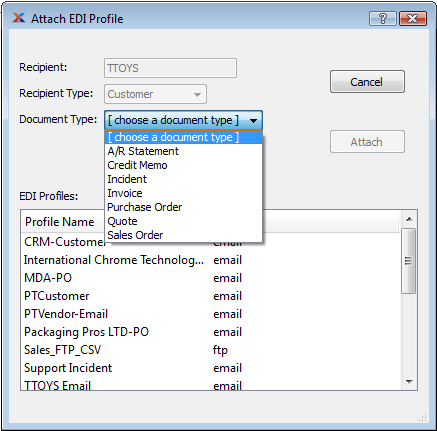 Attach EDI Profile
Recipient: TTOYS
Recipient Type: Customer
Cancel
Document Type: [ choose a document type ]
Attach
[ choose a document type ]
A/R Statement
Credit Memo
Incident
Invoice
Purchase Order
Quote
Sales Order
EDI Profiles:
Profile Name
CRM-Customer email
International Chrome Technolog... email
MDA-PO email
PTCustomer email
PTVendor-Email email
Packaging Pros LTD-PO email
Sales_FTP_CSV ftp
Support Incident email
TTOYS Email email